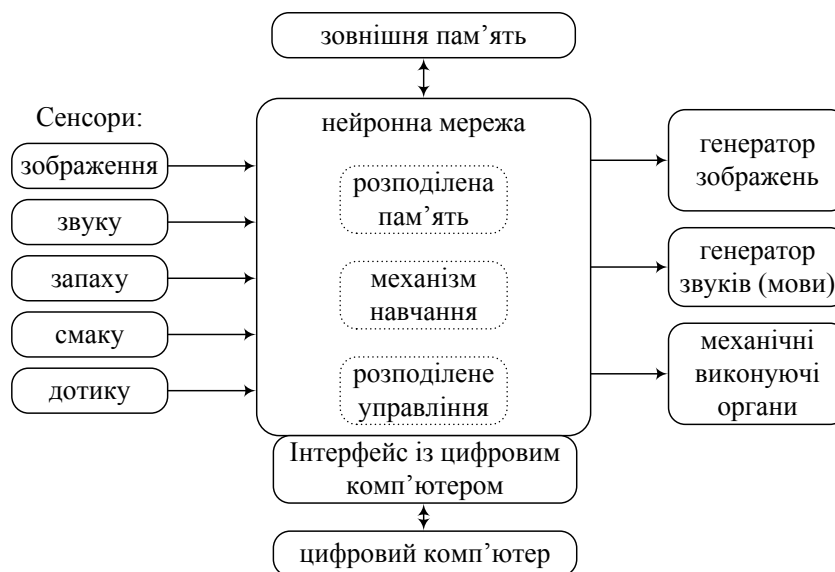 зовнішня пам’ять
Сенсори:
зображення
звуку
запаху
смаку
дотику
нейронна мережа
розподілена
пам’ять
механізм
навчання
розподілене
управління
генератор
зображень
генератор
звуків (мови)
механічні
виконуючі
органи
Інтерфейс із цифровим
комп’ютером
цифровий комп’ютер